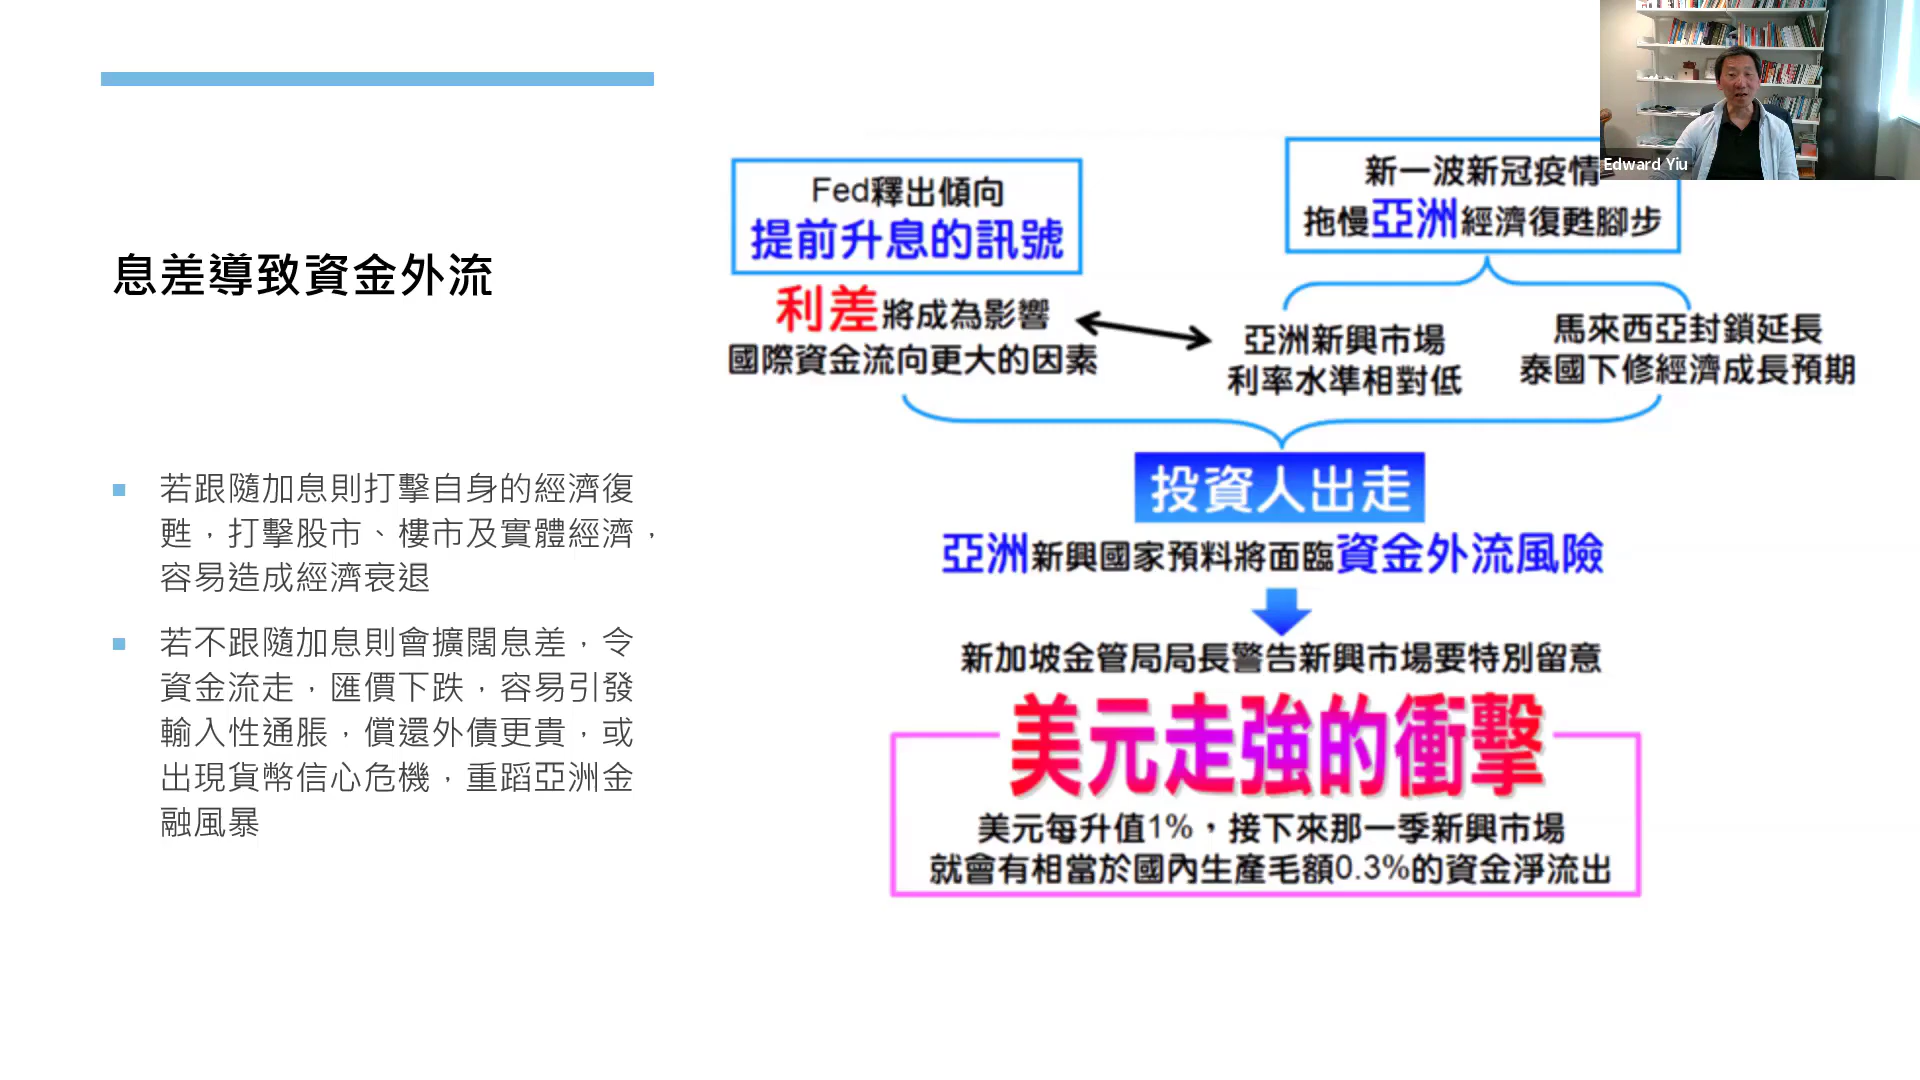 息差導致資金外流
若跟隨加息則打擊自身的經濟復
甦，打擊股市、樓市及實體經濟，
容易造成經濟衰退
若不跟隨加息則會擴闊息差，令
資金流走，匯價下跌，容易引發
輸入性通脹，償還外債更貴，或
出現貨幣信心危機，重蹈亞洲金
融風暴
Fed釋出傾向
提前升息的訊號
利差將成為影響
國際資金流向更大的因素
新一波新冠疫情
拖慢亞洲經濟復甦腳步
亞洲新興市場
利率水準相對低
馬來西亞封鎖延長
泰國下修經濟成長預期
投資人出走
亞洲新興國家預料將面臨資金外流風險
新加坡金管局局長警告新興市場要特別留意
美元走強的衝擊
美元每升值1%，接下來那一季新興市場
就會有相當於國內生產毛額0.3%的資金淨流出
Edward Yiu